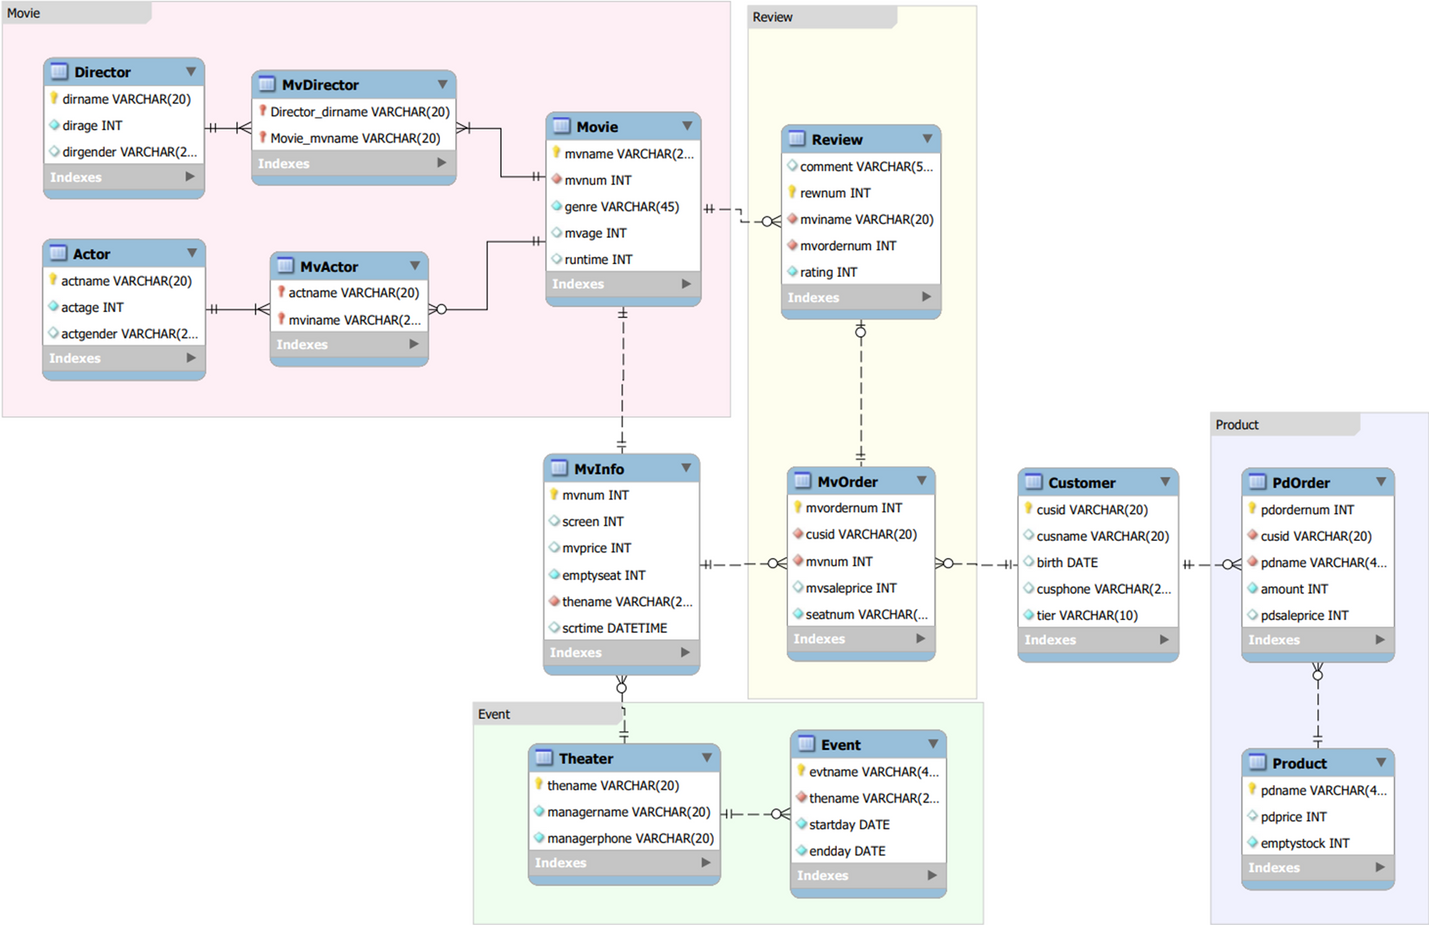 Movie
Director
dirname VARCHAR(20)
dirage INT
dirgender VARCHAR(2...
Indexes
MvDirector
Director_dirname VARCHAR(20)
Movie_mvname VARCHAR(20)
Indexes
Actor
actname VARCHAR(20)
actage INT
actgender VARCHAR(2...
Indexes
MvActor
actname VARCHAR(20)
mviname VARCHAR(2...
Indexes
Movie
mvname VARCHAR(2...
mvnum INT
genre VARCHAR(45)
mvage INT
runtime INT
Indexes
Review
Review
comment VARCHAR(5...
rewnum INT
mviname VARCHAR(20)
mvordernum INT
rating INT
Indexes
MvInfo
mvnum INT
screen INT
mvprice INT
emptyseat INT
thename VARCHAR(2...
scrtime DATETIME
Indexes
MvOrder
mvordernum INT
cusid VARCHAR(20)
mvnum INT
mvsaleprice INT
seatnum VARCHAR(...
Indexes
Customer
cusid VARCHAR(20)
cusname VARCHAR(20)
birth DATE
cusphone VARCHAR(2...
tier VARCHAR(10)
Indexes
Product
PdOrder
pdordernum INT
cusid VARCHAR(20)
pdname VARCHAR(4...
amount INT
pdsaleprice INT
Indexes
Product
pdname VARCHAR(4...
pdprice INT
emptystock INT
Indexes
Event
Theater
thename VARCHAR(20)
managername VARCHAR(20)
managerphone VARCHAR(20)
Indexes
Event
evtname VARCHAR(4...
thename VARCHAR(2...
startday DATE
endday DATE
Indexes